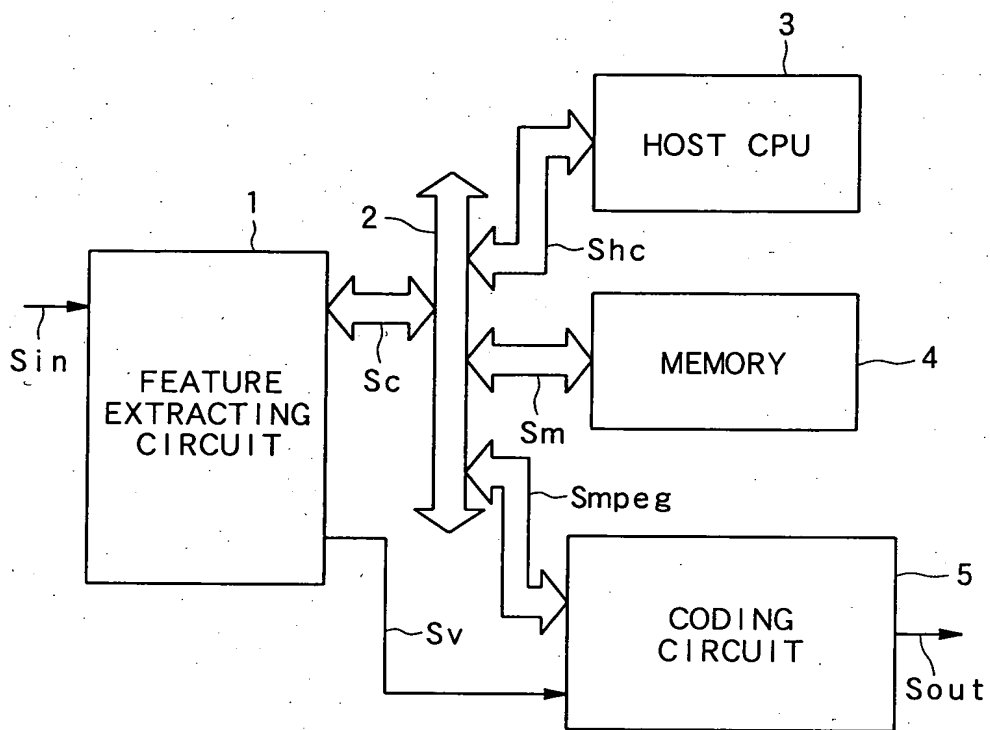 3
HOST CPU
1
2
Shc
Sin
Sc
MEMORY
4
FEATURE
EXTRACTING
CIRCUIT
Sm
Smpeg
5
CODING
CIRCUIT
Sv
Sout